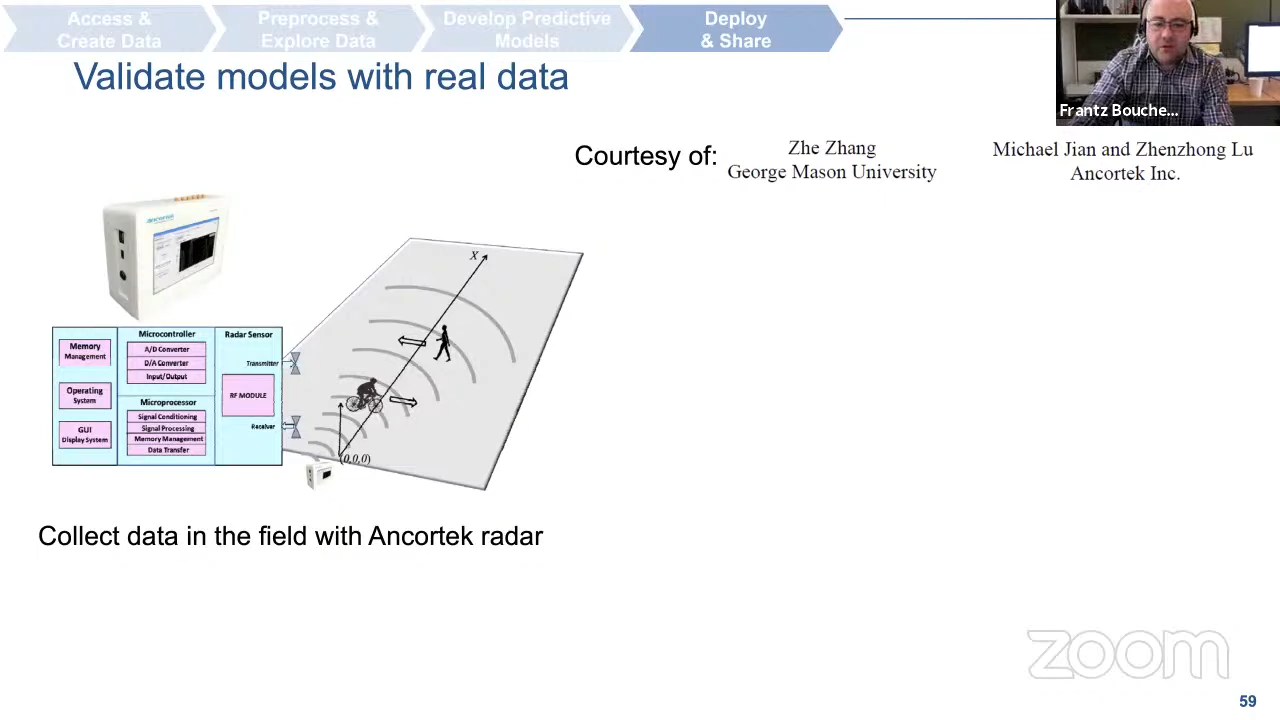 Access &
Create Data
Preprocess &
Explore Data
Develop Predictive
Models
Deploy
& Share
Validate models with real data
Frantz Bouche...
Courtesy of:
Zhe Zhang
George Mason University
Michael Jian and Zhenzhong Lu
Ancortek Inc.
ANCORTEK
X
Memory
Management
Operating
System
GUI
Display System
Microcontroller
A/D Converter
D/A Converter
Input/Output
Microprocessor
Signal Conditioning
Signal Processing
Memory Management
Data Transfer
Radar Sensor
Transmitter
RF MODULE
Receiver
(0,0,0)
Collect data in the field with Ancortek radar
zoom
59